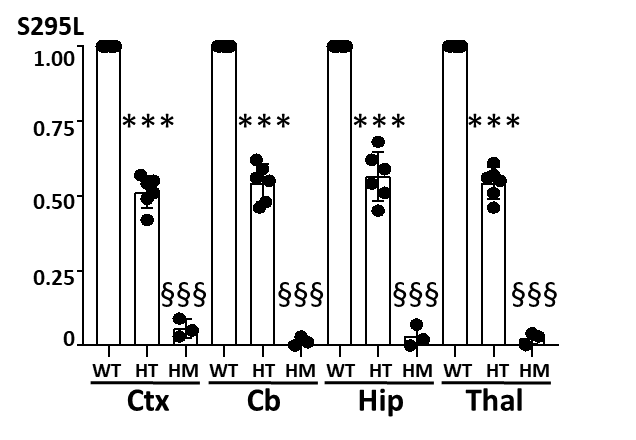 S295L
1.00
0.75
0.50
0.25
0
*** *** *** ***
§§§ §§§ §§§ §§§
WT HT HM WT HT HM WT HT HM WT HT HM
Ctx Cb Hip Thal